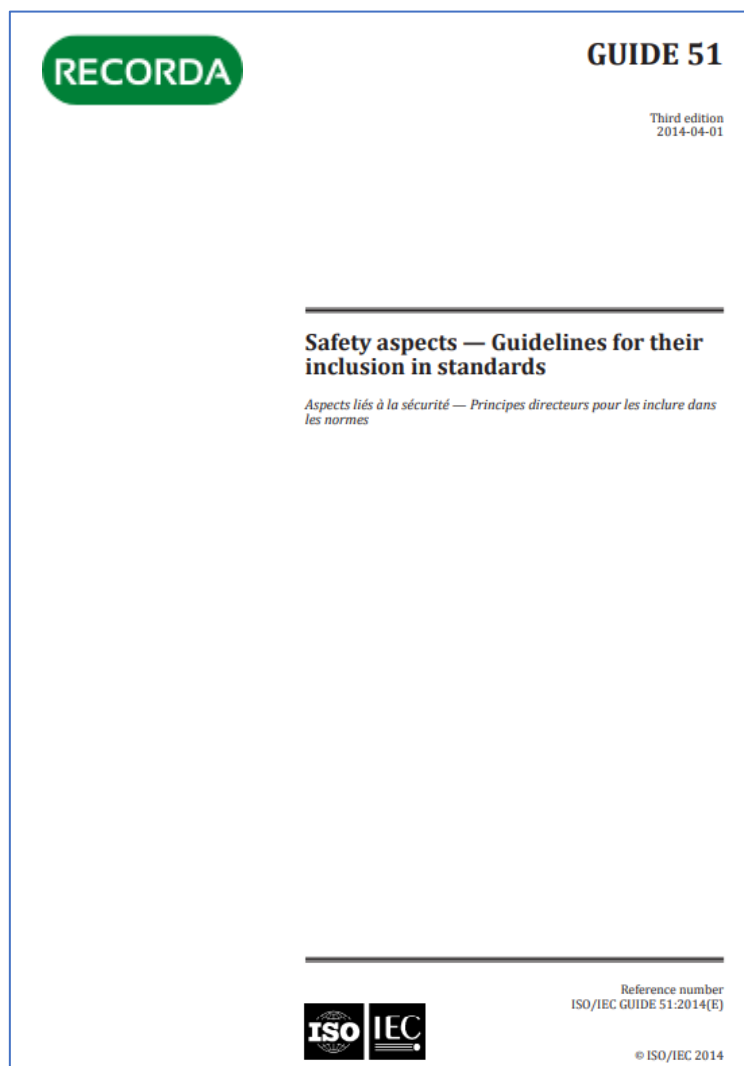 RECORDA
GUIDE 51
Third edition
2014-04-01
Safety aspects — Guidelines for their
inclusion in standards
Aspects liés à la sécurité — Principes directeurs pour les inclure dans
les normes
Reference number
ISO/IEC GUIDE 51:2014(E)
ISO IEC
© ISO/IEC 2014